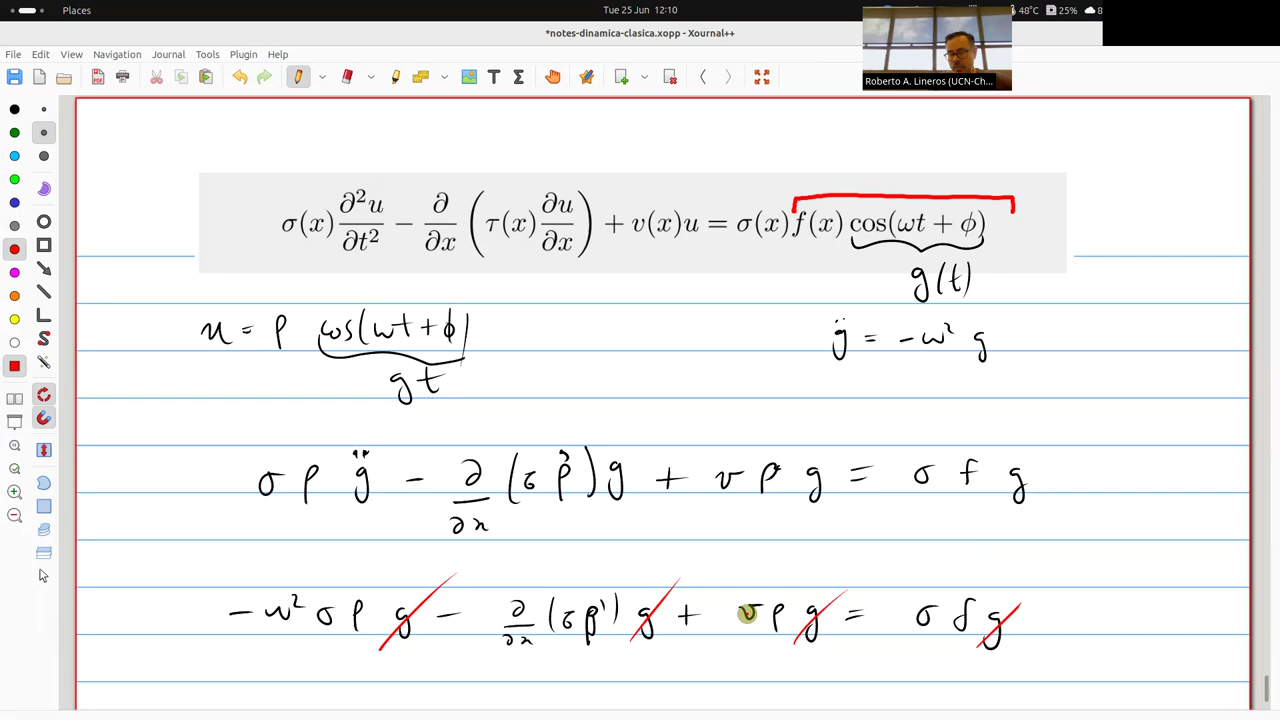 Places
Tue 25 Jun 12:10
48°C 25% 8
*notes-dinamica-clasica.xopp - Xournal++
File Edit View Navigation Journal Tools Plugin Help
Roberto A. Lineros (UCN-Ch...
σ(x) ∂²u/∂t² − ∂/∂x (τ(x) ∂u/∂x) + v(x)u = σ(x)f(x) cos(ωt + ϕ)
g(t)
u = ρ cos(ωt + ϕ)
g̈ = −ω² g
g t
σ ρ g̈ − ∂/∂x (σ ρ') g + v ρ g = σ f g
−ω² σ ρ g − ∂/∂x (σ ρ') g + v ρ g = σ f g